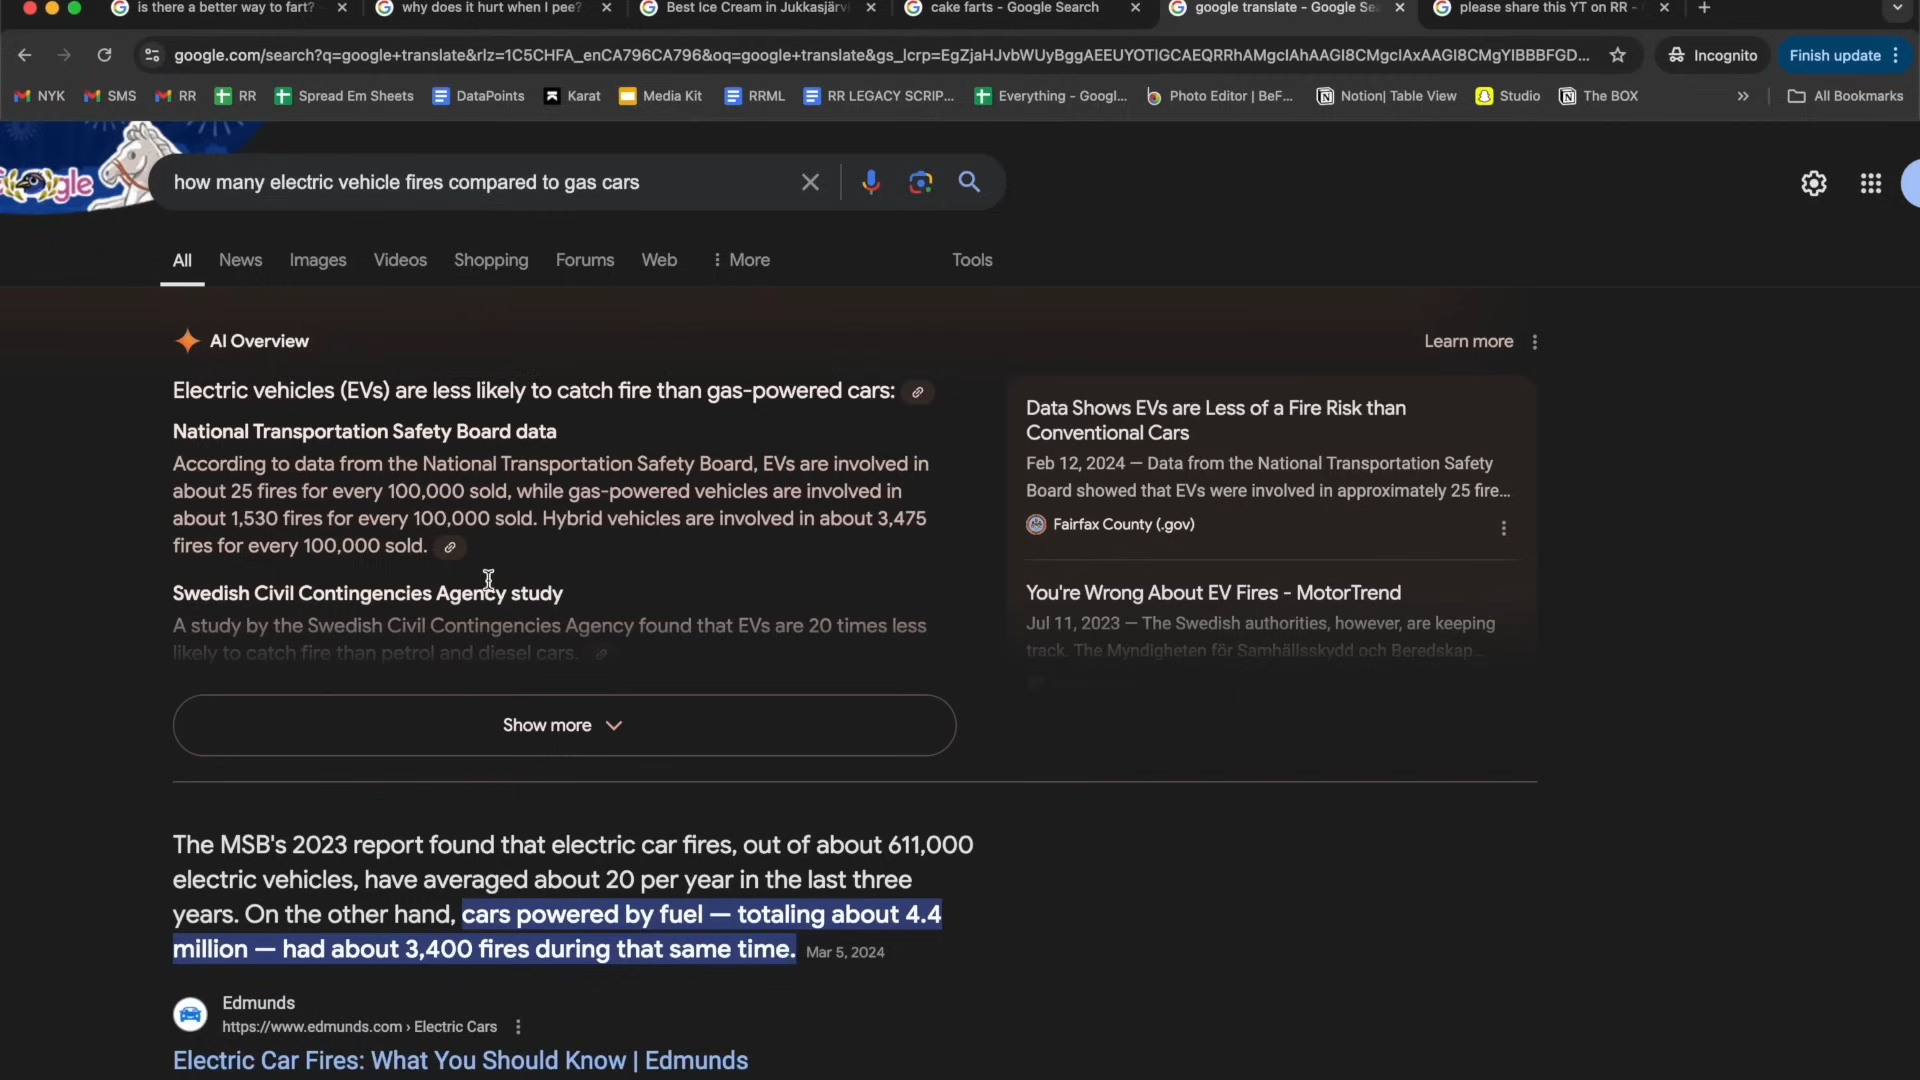 is there a better way to fart?
why does it hurt when I pee?
Best Ice Cream in Jukkasjärvi
cake farts - Google Search
google translate - Google Se
please share this YT on RR -
google.com/search?q=google+translate&rlz=1C5CHFA_enCA796CA796&oq=google+translate&gs_lcrp=EgZjaHJvbWUyBggAEEUYOTIGCAEQRRhAMgcIAhAAGI8CMgcIAxAAGI8CMgYIBBBFGD...
Incognito
Finish update
NYK
SMS
RR
RR
Spread Em Sheets
DataPoints
Karat
Media Kit
RRML
RR LEGACY SCRIP...
Everything - Googl...
Photo Editor | BeF...
Notion| Table View
Studio
The BOX
All Bookmarks
how many electric vehicle fires compared to gas cars
All
News
Images
Videos
Shopping
Forums
Web
More
Tools
AI Overview
Learn more
Electric vehicles (EVs) are less likely to catch fire than gas-powered cars:
National Transportation Safety Board data
According to data from the National Transportation Safety Board, EVs are involved in
about 25 fires for every 100,000 sold, while gas-powered vehicles are involved in
about 1,530 fires for every 100,000 sold. Hybrid vehicles are involved in about 3,475
fires for every 100,000 sold.
Swedish Civil Contingencies Agency study
A study by the Swedish Civil Contingencies Agency found that EVs are 20 times less
likely to catch fire than petrol and diesel cars.
Show more
Data Shows EVs are Less of a Fire Risk than
Conventional Cars
Feb 12, 2024 — Data from the National Transportation Safety
Board showed that EVs were involved in approximately 25 fire...
Fairfax County (.gov)
You're Wrong About EV Fires - MotorTrend
Jul 11, 2023 — The Swedish authorities, however, are keeping
track. The Myndigheten för Samhällsskydd och Beredskap...
The MSB's 2023 report found that electric car fires, out of about 611,000
electric vehicles, have averaged about 20 per year in the last three
years. On the other hand, cars powered by fuel — totaling about 4.4
million — had about 3,400 fires during that same time. Mar 5, 2024
Edmunds
https://www.edmunds.com › Electric Cars
Electric Car Fires: What You Should Know | Edmunds